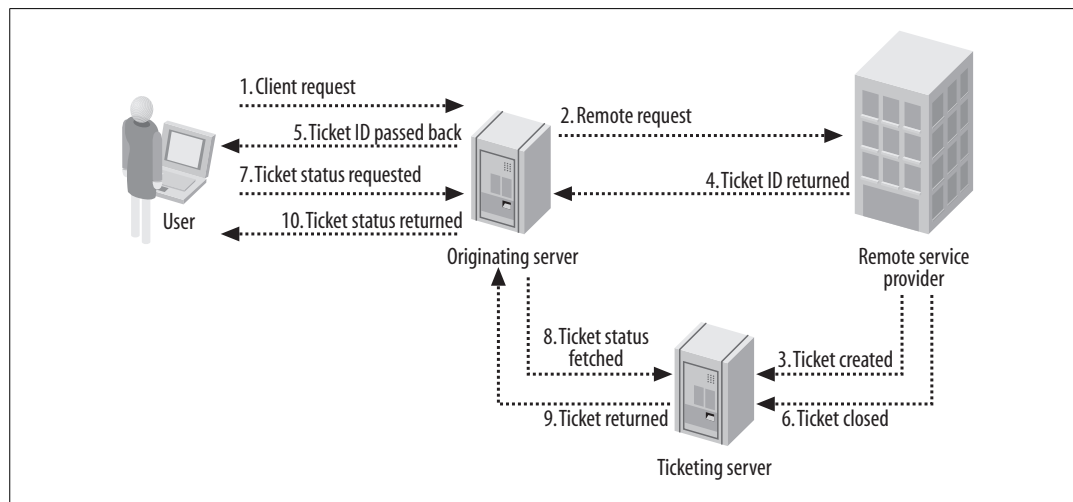 1. Client request
5. Ticket ID passed back
2. Remote request
7. Ticket status requested
4. Ticket ID returned
10. Ticket status returned
User
Originating server
Remote service
provider
8. Ticket status
fetched
3. Ticket created
9. Ticket returned
6. Ticket closed
Ticketing server